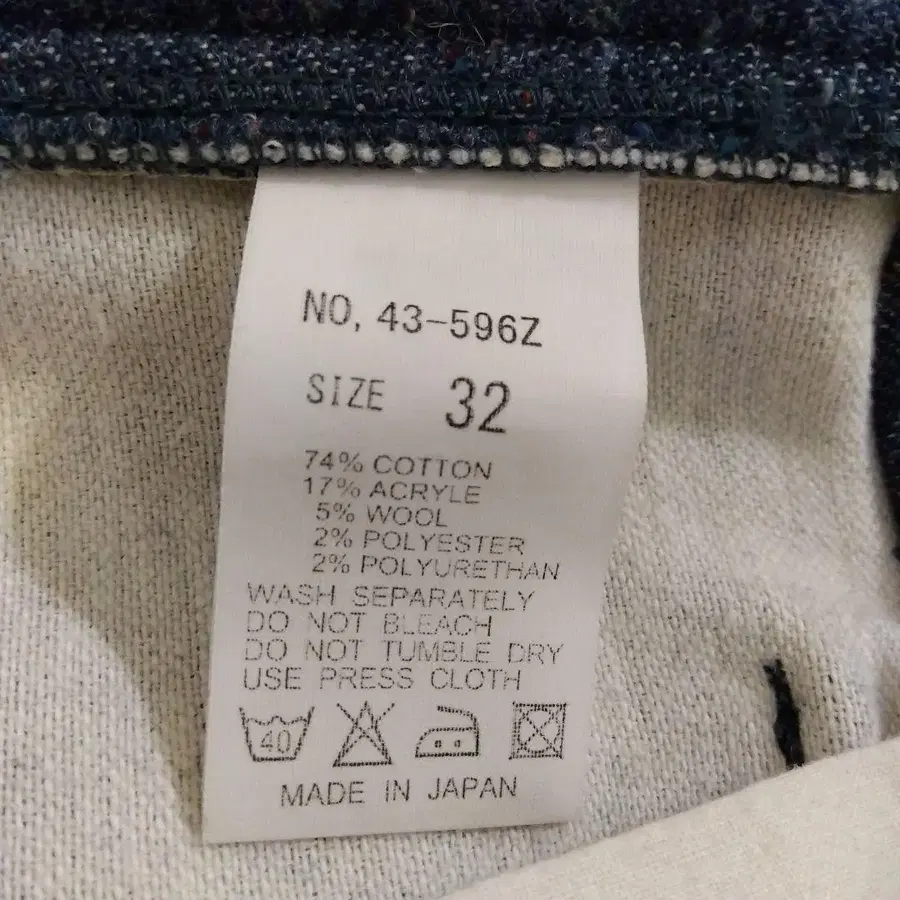 NO, 43-596Z
SIZE 32
74% COTTON
17% ACRYLE
5% WOOL
2% POLYESTER
2% POLYURETHAN
WASH SEPARATELY
DO NOT BLEACH
DO NOT TUMBLE DRY
USE PRESS CLOTH
40
MADE IN JAPAN